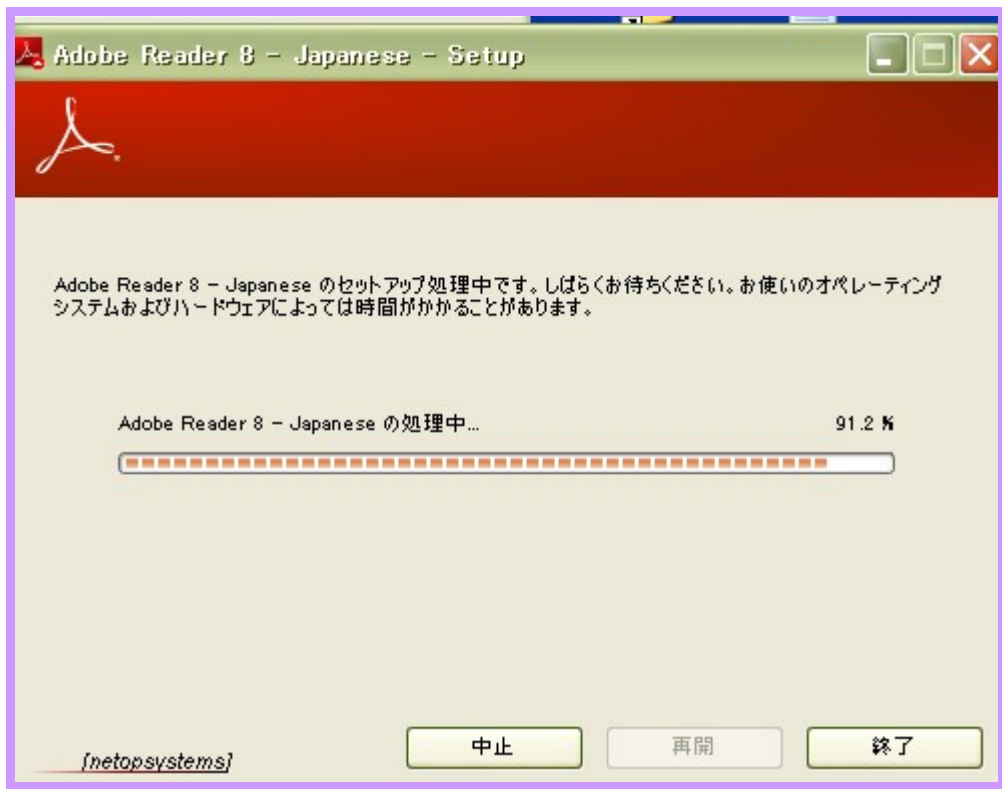 Adobe Reader 8 - Japanese - Setup
Adobe Reader 8 - Japanese のセットアップ処理中です。しばらくお待ちください。お使いのオペレーティング
システムおよびハードウェアによっては時間がかかることがあります。
Adobe Reader 8 - Japanese の処理中... 91.2 %
[netopsystems] 中止 再開 終了